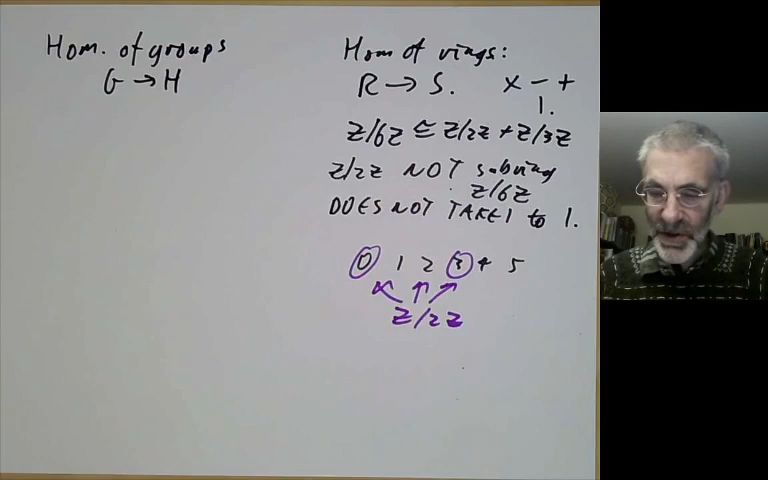 Hom. of groups
G → H
Hom of rings:
R → S. × − +
1.
Z/6Z ≅ Z/2Z + Z/3Z
Z/2Z NOT subring
Z/6Z
DOES NOT TAKE 1 to 1.
0 1 2 3 4 5
Z/2Z